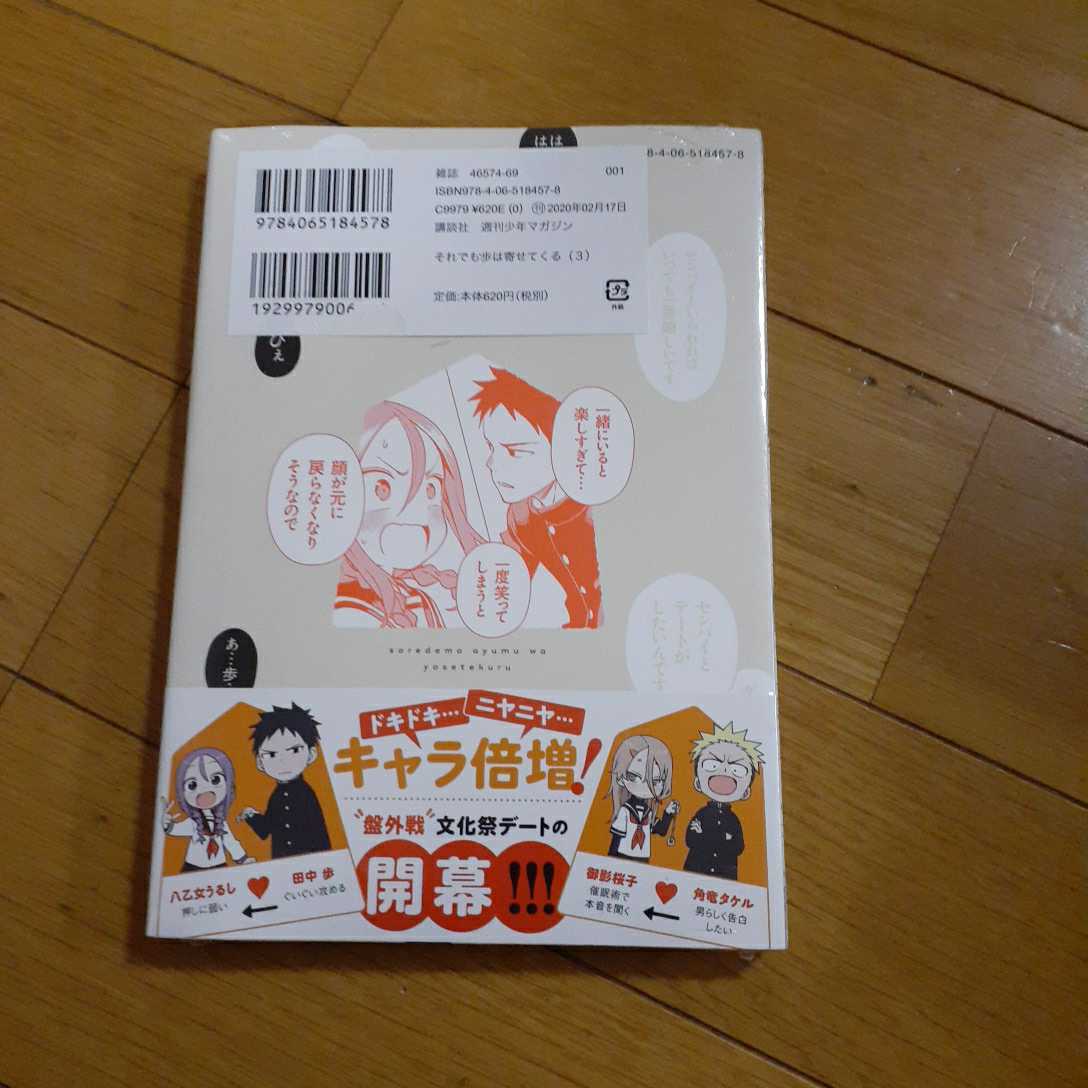 はは
8-4-06-518457-8
雑誌 46574-69 001
ISBN978-4-06-518457-8
C9979 ¥620E (0) ㊞2020年02月17日
講談社 週刊少年マガジン
それでも歩は寄せてくる（3）
定価:本体620円（税別）
9784065184578
192997900
外装
ひぇ
一緒にいると
楽しすぎて…
一度笑って
しまうと
顔が元に
戻らなくなり
そうなので
センパイと
デートが
したいんです
あ…歩
soredemo ayumu wa
yosetekuru
ドキドキ…
ニヤニヤ…
キャラ倍増!
"盤外戦"文化祭デートの
開幕!!!
八乙女うるし
押しに弱い
田中 歩
ぐいぐい攻める
御影桜子
催眠術で
本音を聞く
角竜タケル
男らしく告白
したい